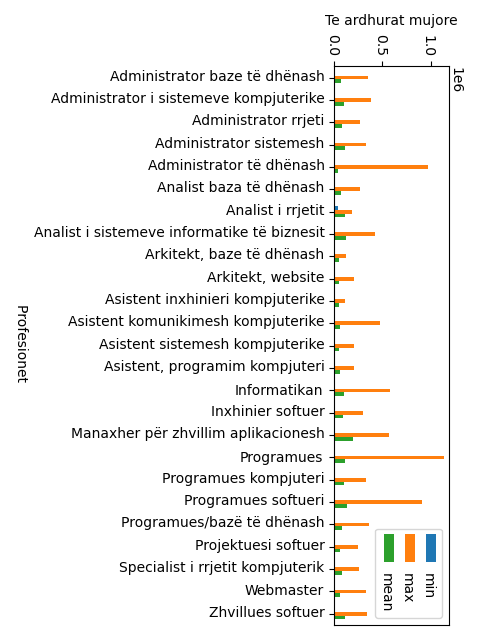 Te ardhurat mujore
0.0 0.5 1.0
1e6
Administrator baze të dhënash
Administrator i sistemeve kompjuterike
Administrator rrjeti
Administrator sistemesh
Administrator të dhënash
Analist baza të dhënash
Analist i rrjetit
Analist i sistemeve informatike të biznesit
Arkitekt, baze të dhënash
Arkitekt, website
Asistent inxhinieri kompjuterike
Asistent komunikimesh kompjuterike
Asistent sistemesh kompjuterike
Asistent, programim kompjuteri
Informatikan
Inxhinier softuer
Manaxher për zhvillim aplikacionesh
Programues
Programues kompjuteri
Programues softueri
Programues/bazë të dhënash
Projektuesi softuer
Specialist i rrjetit kompjuterik
Webmaster
Zhvillues softuer
Profesionet
min
max
mean